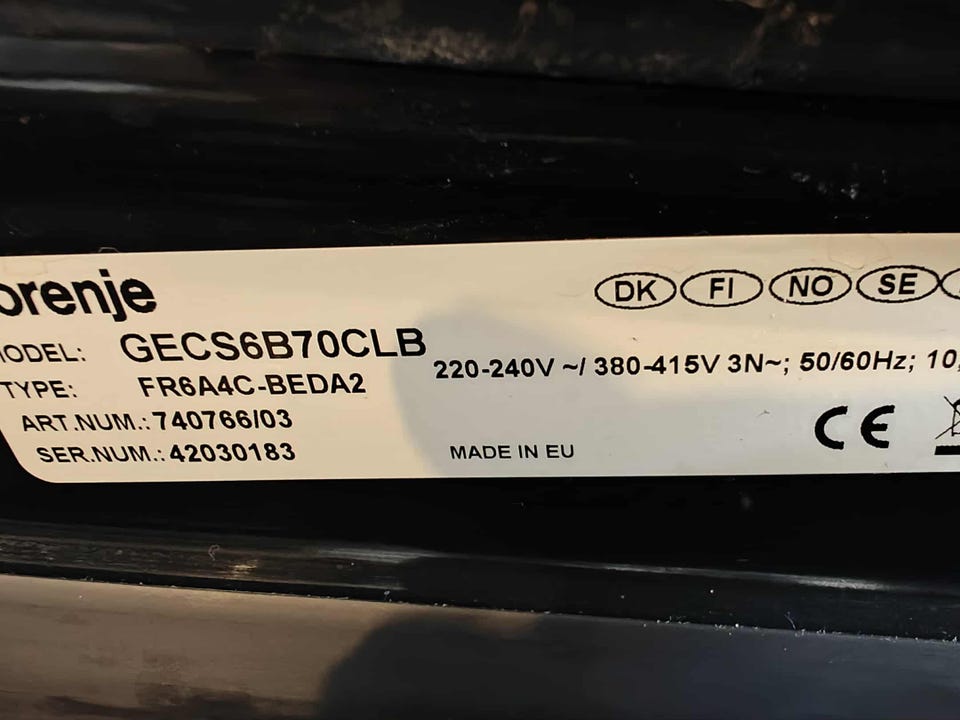 orenje
DK FI NO SE
MODEL: GECS6B70CLB
220-240V ~/ 380-415V 3N~; 50/60Hz; 10,
TYPE: FR6A4C-BEDA2
ART.NUM.: 740766/03
SER.NUM.: 42030183
MADE IN EU
CE